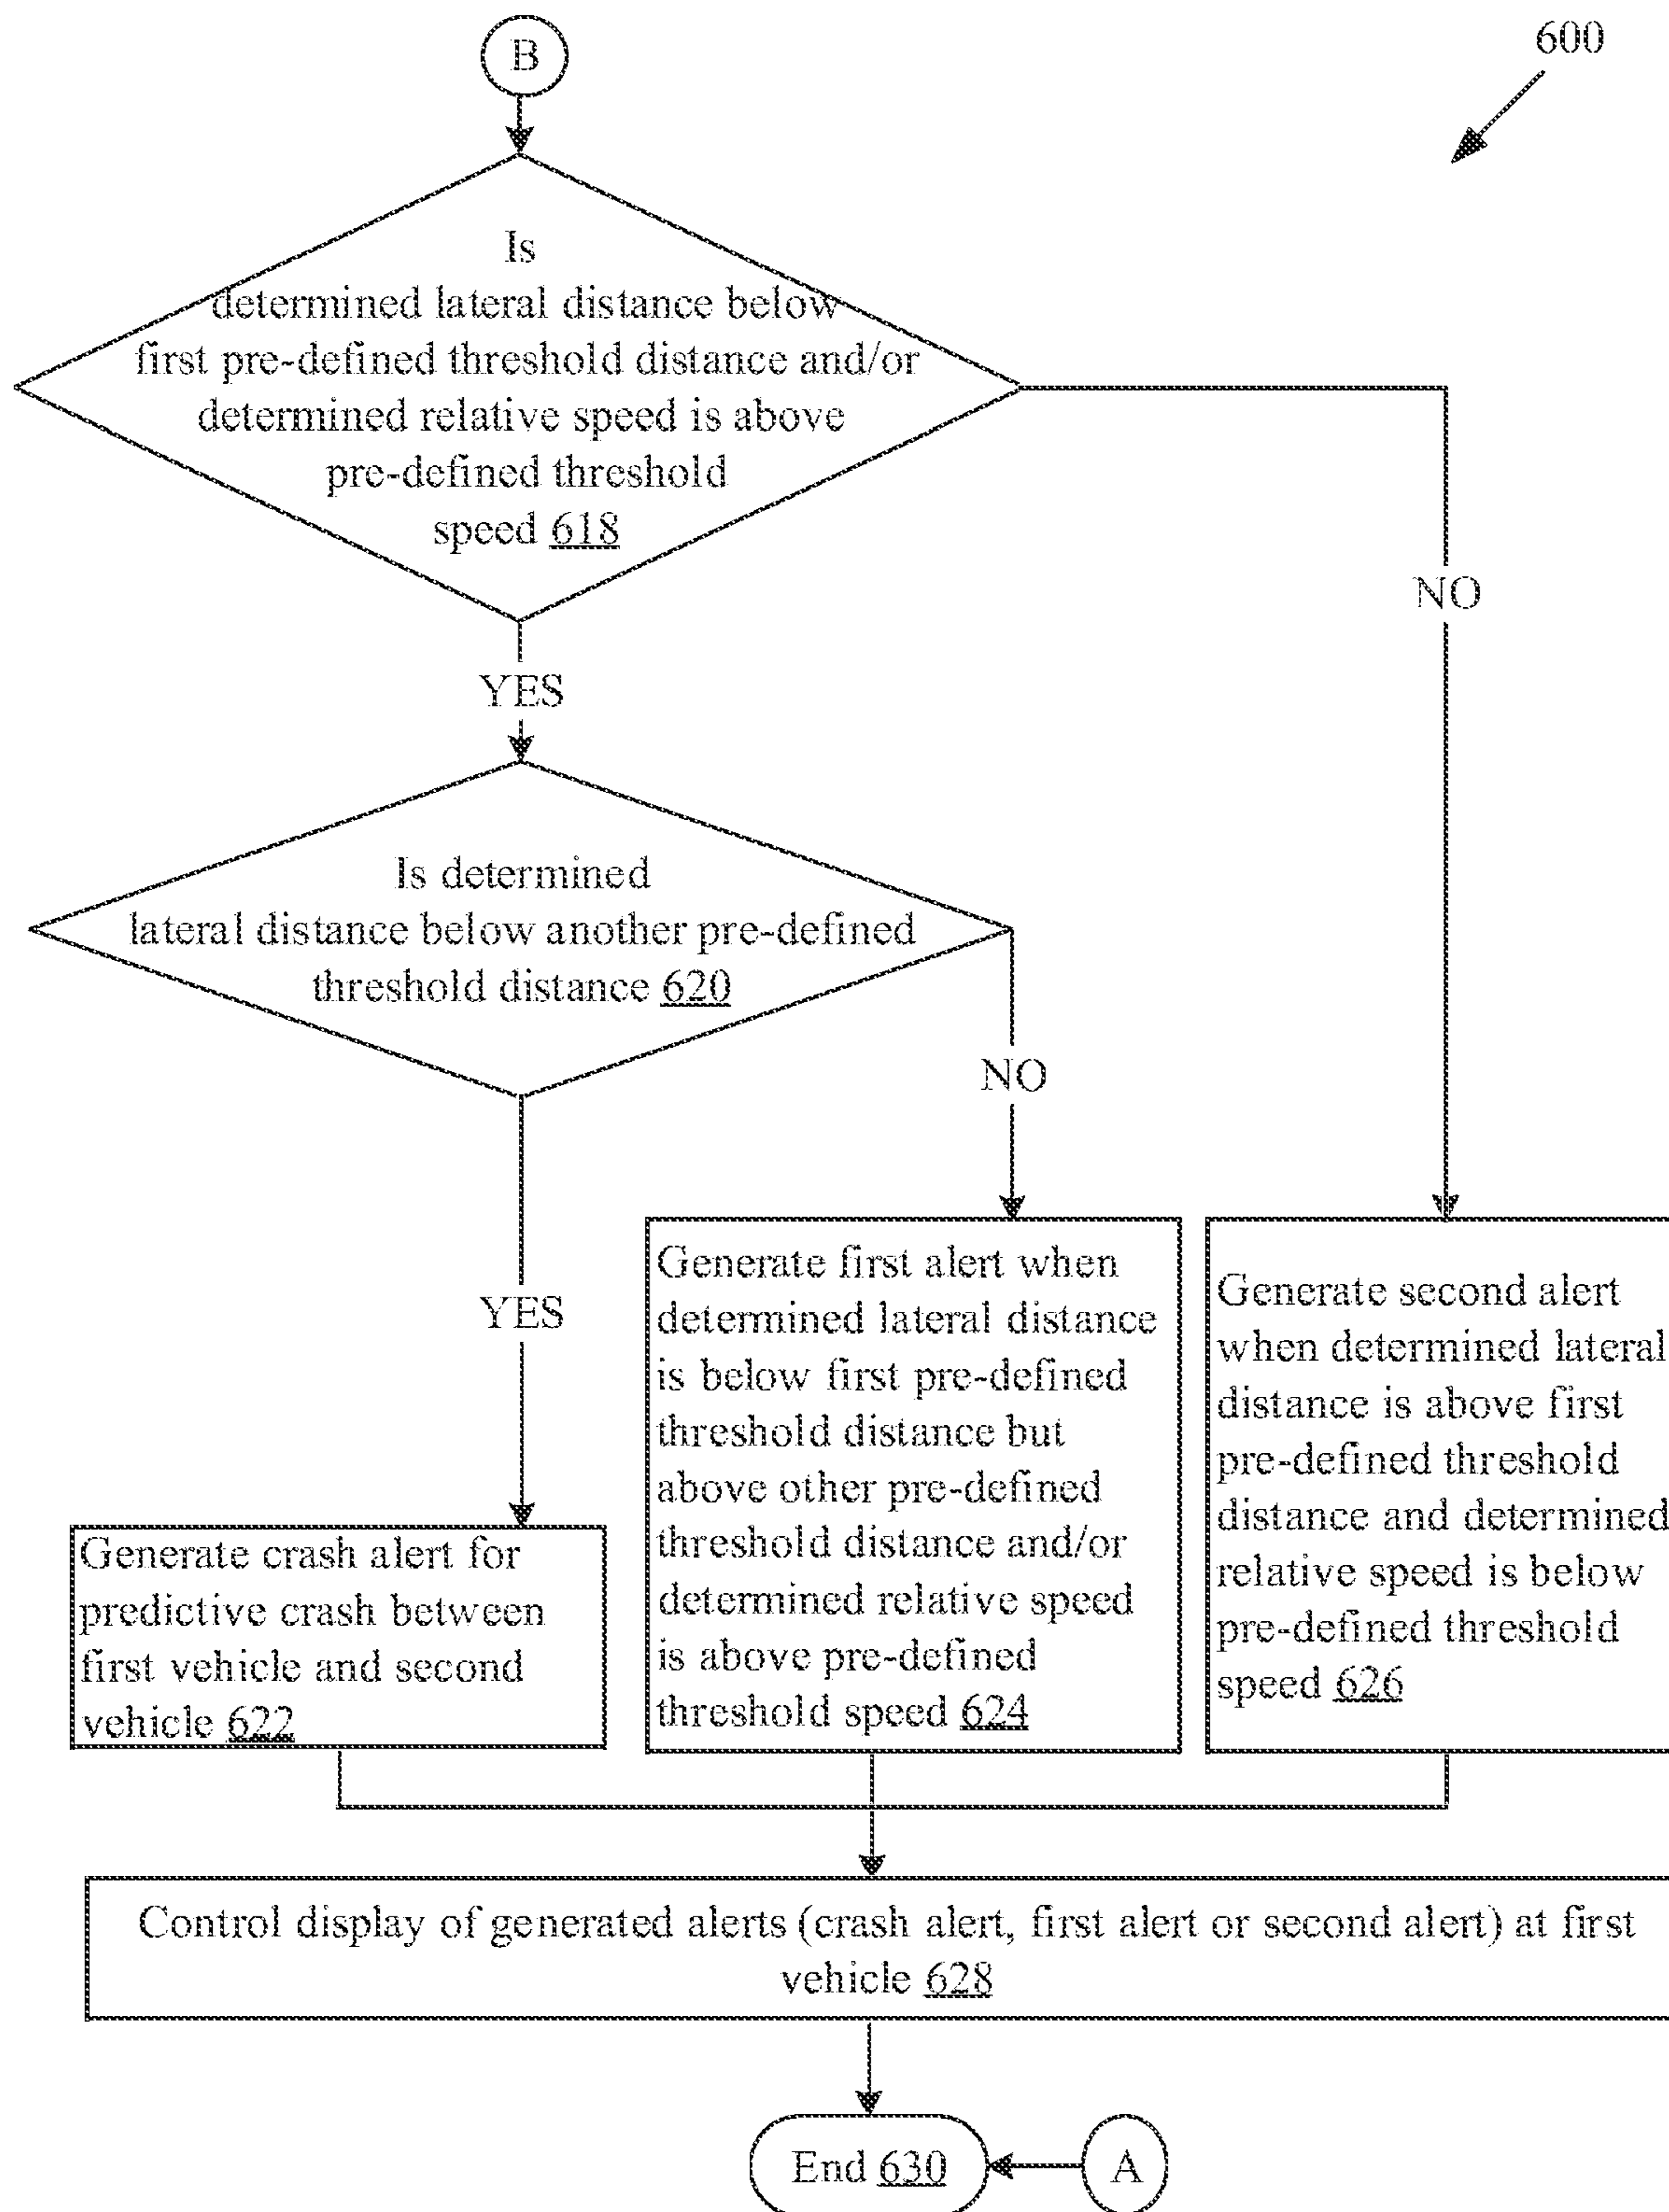 B
600
Is
determined lateral distance below
first pre-defined threshold distance and/or
determined relative speed is above
pre-defined threshold
speed 618
NO
YES
Is determined
lateral distance below another pre-defined
threshold distance 620
NO
YES
Generate crash alert for
predictive crash between
first vehicle and second
vehicle 622
Generate first alert when
determined lateral distance
is below first pre-defined
threshold distance but
above other pre-defined
threshold distance and/or
determined relative speed
is above pre-defined
threshold speed 624
Generate second alert
when determined lateral
distance is above first
pre-defined threshold
distance and determined
relative speed is below
pre-defined threshold
speed 626
Control display of generated alerts (crash alert, first alert or second alert) at first
vehicle 628
End 630
A